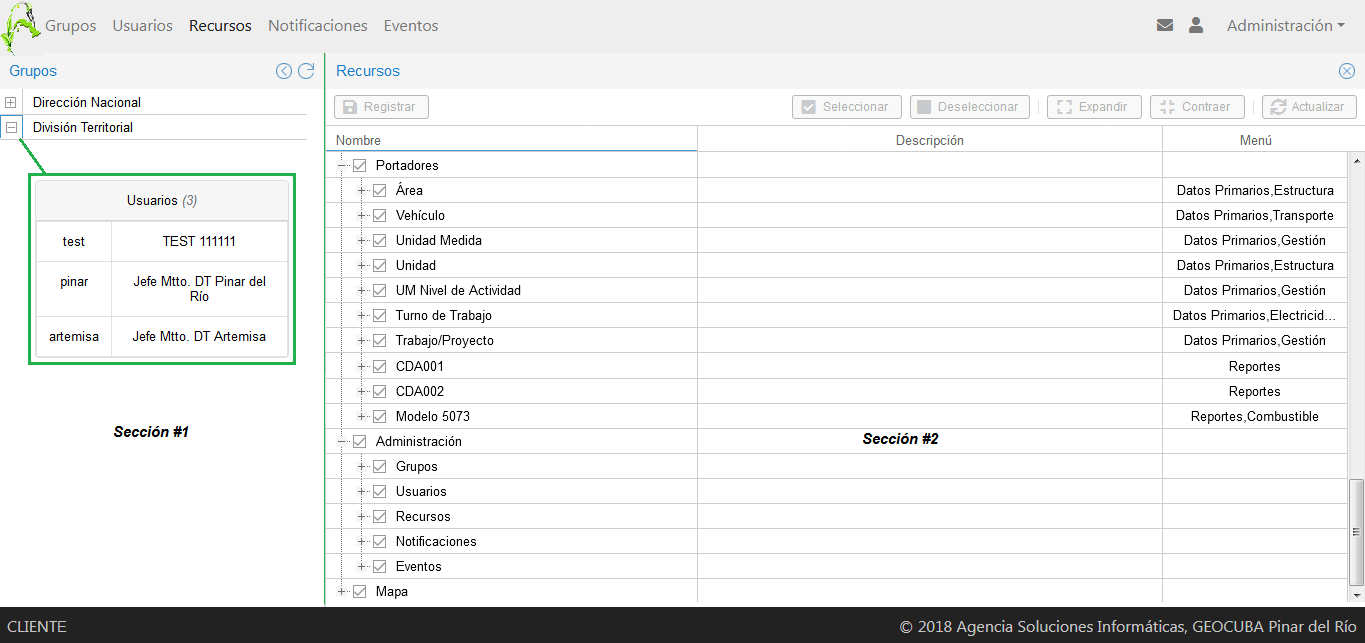 Grupos Usuarios Recursos Notificaciones Eventos Administración
Grupos
Dirección Nacional
División Territorial
Usuarios (3)
test TEST 111111
pinar Jefe Mtto. DT Pinar del
Río
artemisa Jefe Mtto. DT Artemisa
Sección #1
Recursos
Registrar Seleccionar Deseleccionar Expandir Contraer Actualizar
Nombre Descripción Menú
Portadores
Área Datos Primarios,Estructura
Vehículo Datos Primarios,Transporte
Unidad Medida Datos Primarios,Gestión
Unidad Datos Primarios,Estructura
UM Nivel de Actividad Datos Primarios,Gestión
Turno de Trabajo Datos Primarios,Electricid...
Trabajo/Proyecto Datos Primarios,Gestión
CDA001 Reportes
CDA002 Reportes
Modelo 5073 Reportes,Combustible
Administración
Sección #2
Grupos
Usuarios
Recursos
Notificaciones
Eventos
Mapa
CLIENTE © 2018 Agencia Soluciones Informáticas, GEOCUBA Pinar del Río